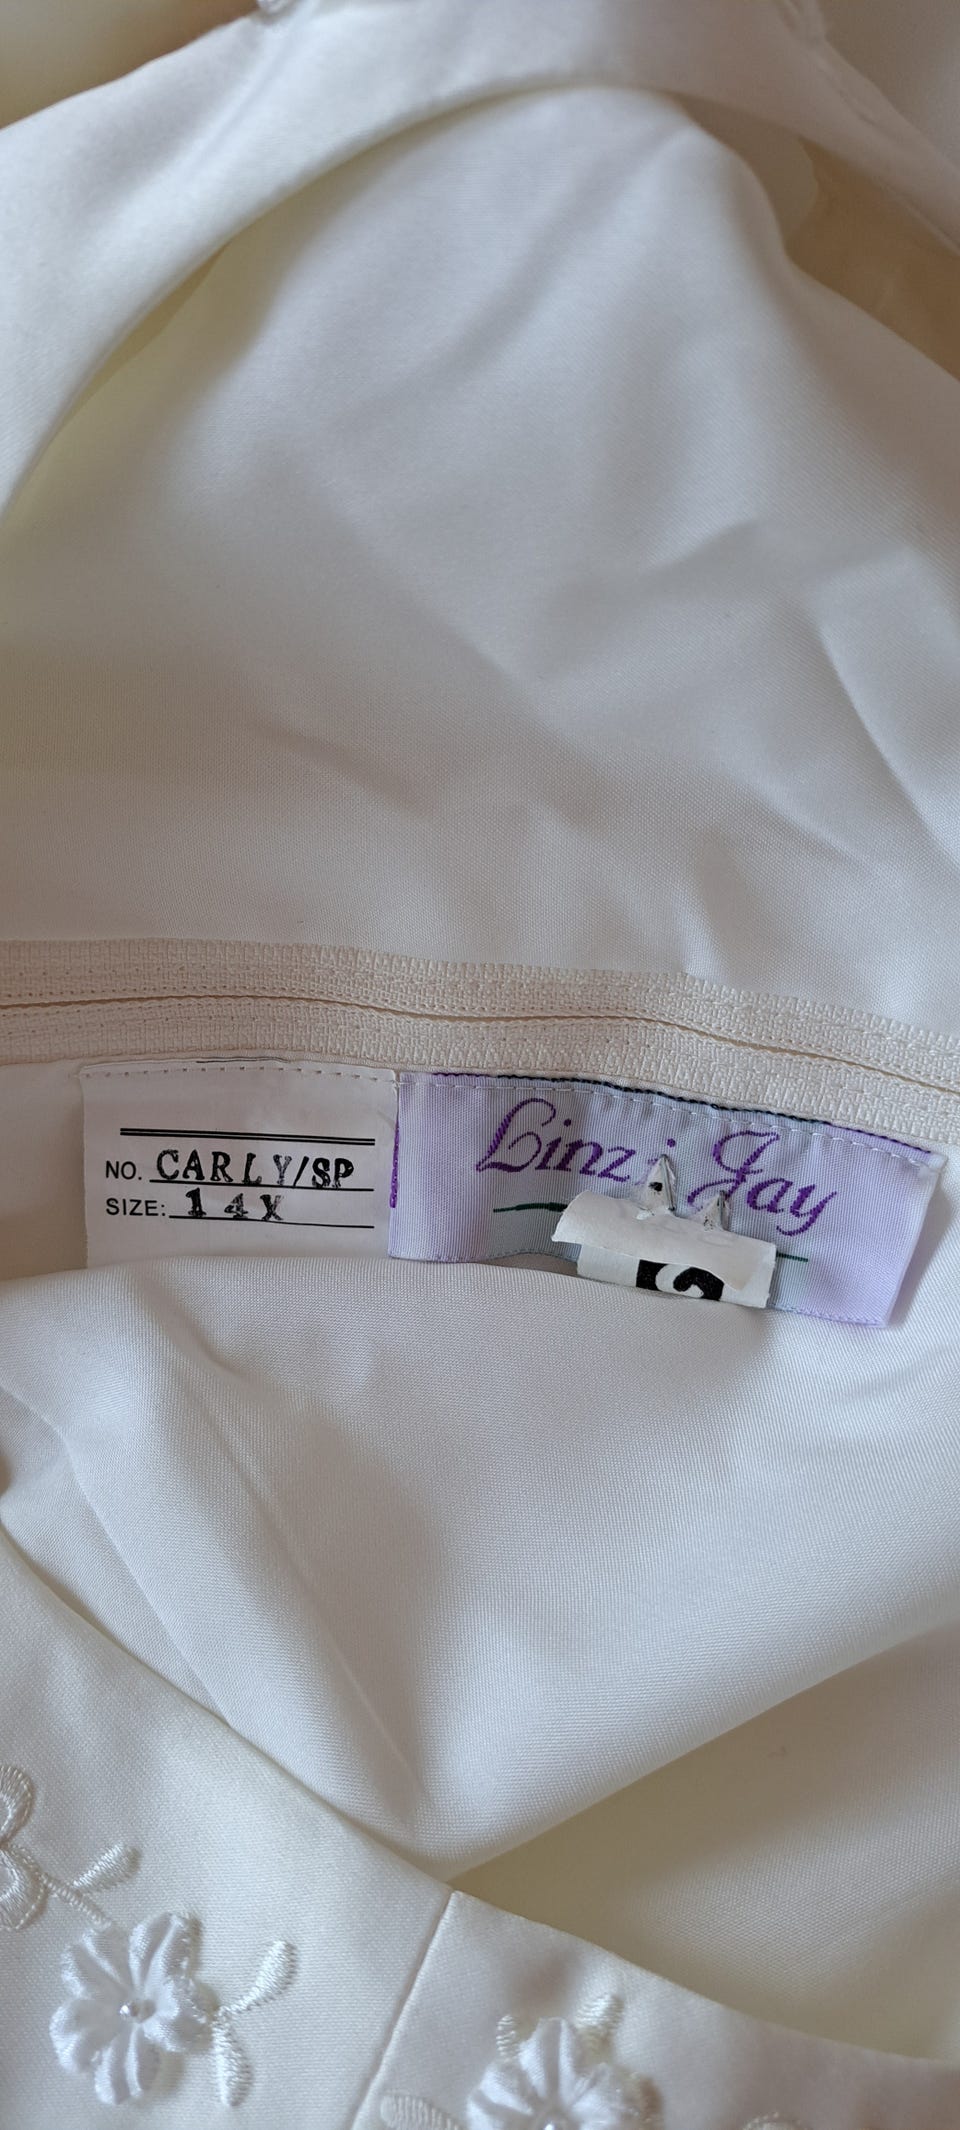 NO. CARLY/SP
SIZE: 14X
Linzi Jay